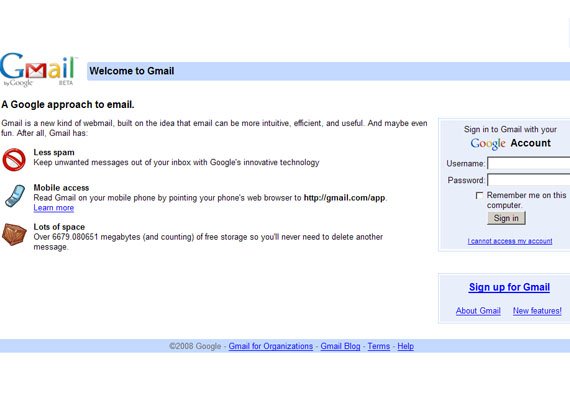 Gmail
by Google BETA
Welcome to Gmail
A Google approach to email.
Gmail is a new kind of webmail, built on the idea that email can be more intuitive, efficient, and useful. And maybe even
fun. After all, Gmail has:
Less spam
Keep unwanted messages out of your inbox with Google's innovative technology
Mobile access
Read Gmail on your mobile phone by pointing your phone's web browser to http://gmail.com/app.
Learn more
Lots of space
Over 6679.080651 megabytes (and counting) of free storage so you'll never need to delete another
message.
Sign in to Gmail with your
Google Account
Username:
Password:
Remember me on this
computer.
Sign in
I cannot access my account
Sign up for Gmail
About Gmail New features!
©2008 Google - Gmail for Organizations - Gmail Blog - Terms - Help